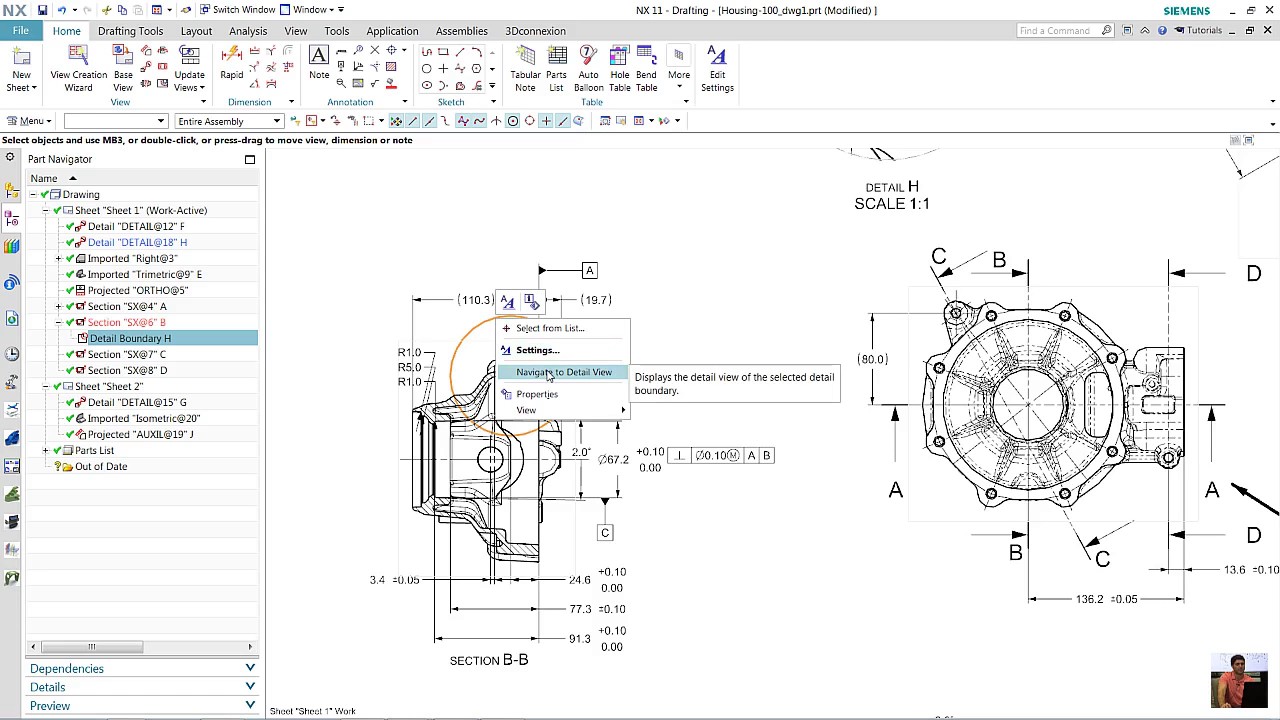 NX
Switch Window
Window
NX 11 - Drafting - [Housing-100_dwg1.prt (Modified) ]
SIEMENS
File
Home
Drafting Tools
Layout
Analysis
View
Tools
Application
Assemblies
3Dconnexion
Find a Command
Tutorials
New Sheet
View Creation Wizard
Base View
Update Views
Rapid
Note
Tabular Note
Parts List
Auto Balloon
Hole Table
Bend Table
More
Edit Settings
View
Dimension
Annotation
Sketch
Table
Menu
Entire Assembly
Select objects and use MB3, or double-click, or press-drag to move view, dimension or note
Part Navigator
Name
Drawing
Sheet "Sheet 1" (Work-Active)
Detail "DETAIL@12" F
Detail "DETAIL@18" H
Imported "Right@3"
Imported "Trimetric@9" E
Projected "ORTHO@5"
Section "SX@4" A
Section "SX@6" B
Detail Boundary H
Section "SX@7" C
Section "SX@8" D
Sheet "Sheet 2"
Detail "DETAIL@15" G
Imported "Isometric@20"
Projected "AUXIL@19" J
Parts List
Out of Date
Dependencies
Details
Preview
DETAIL H
SCALE 1:1
A
(110.3)
(19.7)
R1.0
R5.0
R1.0
Select from List...
Settings...
Navigate to Detail View
Properties
View
Displays the detail view of the selected detail
boundary.
2.0°
Ø67.2
+0.10
0.00
⊥ Ø0.10Ⓜ A B
C
3.4 ±0.05
24.6
+0.10
0.00
77.3 ±0.10
91.3
+0.10
0.00
SECTION B-B
C
B
D
(80.0)
A
A
B
C
D
13.6 ±0.10
136.2 ±0.05
Sheet "Sheet 1" Work